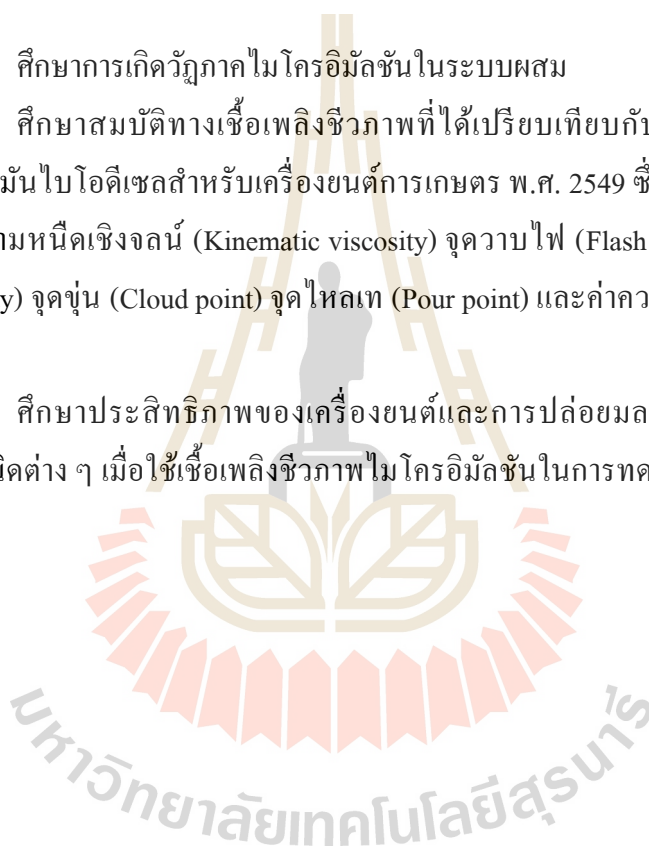 ศึกษาการเกิดวัฏภาคไมโครอิมัลชันในระบบผสม
ศึกษาสมบัติทางเชื้อเพลิงชีวภาพที่ได้เปรียบเทียบกับ
มันไบโอดีเซลสำหรับเครื่องยนต์การเกษตร พ.ศ. 2549 ซึ่
ามหนืดเชิงจลน์ (Kinematic viscosity) จุดวาบไฟ (Flash
y) จุดขุ่น (Cloud point) จุดไหลเท (Pour point) และค่าคว
ศึกษาประสิทธิภาพของเครื่องยนต์และการปล่อยมล
นิดต่าง ๆ เมื่อใช้เชื้อเพลิงชีวภาพไมโครอิมัลชันในการทด
มหาวิทยาลัยเทคโนโลยีสุรนารี